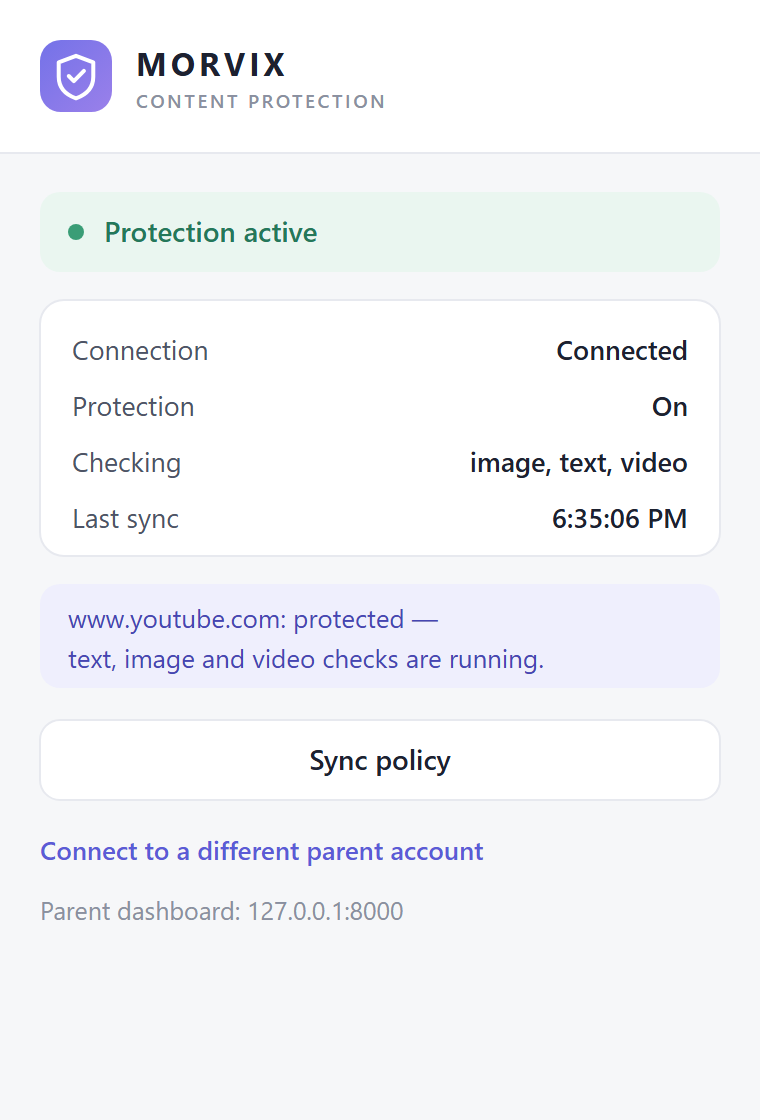 MORVIX
CONTENT PROTECTION
Protection active
Connection Connected
Protection On
Checking image, text, video
Last sync 6:35:06 PM
www.youtube.com: protected —
text, image and video checks are running.
Sync policy
Connect to a different parent account
Parent dashboard: 127.0.0.1:8000